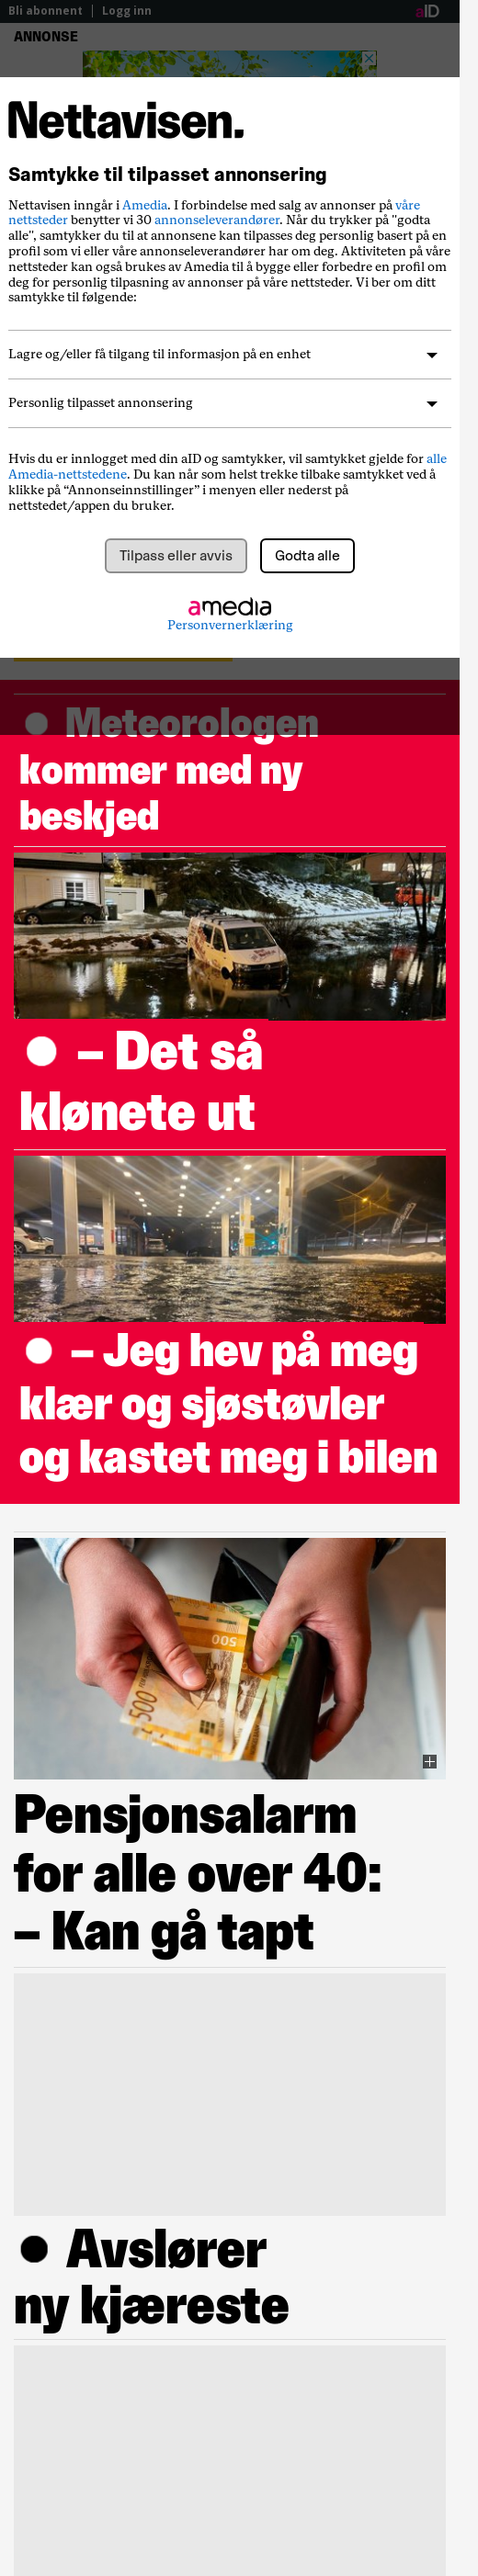 Bli abonnent | Logg inn
aID
ANNONSE
Nettavisen.
Samtykke til tilpasset annonsering
Nettavisen inngår i Amedia. I forbindelse med salg av annonser på våre
nettsteder benytter vi 30 annonseleverandører. Når du trykker på "godta
alle", samtykker du til at annonsene kan tilpasses deg personlig basert på en
profil som vi eller våre annonseleverandører har om deg. Aktiviteten på våre
nettsteder kan også brukes av Amedia til å bygge eller forbedre en profil om
deg for personlig tilpasning av annonser på våre nettsteder. Vi ber om ditt
samtykke til følgende:
Lagre og/eller få tilgang til informasjon på en enhet
Personlig tilpasset annonsering
Hvis du er innlogget med din aID og samtykker, vil samtykket gjelde for alle
Amedia-nettstedene. Du kan når som helst trekke tilbake samtykket ved å
klikke på “Annonseinnstillinger” i menyen eller nederst på
nettstedet/appen du bruker.
Tilpass eller avvis
Godta alle
amedia
Personvernerklæring
Meteorologen
kommer med ny
beskjed
– Det så
klønete ut
– Jeg hev på meg
klær og sjøstøvler
og kastet meg i bilen
500
500
Pensjonsalarm
for alle over 40:
– Kan gå tapt
Avslører
ny kjæreste